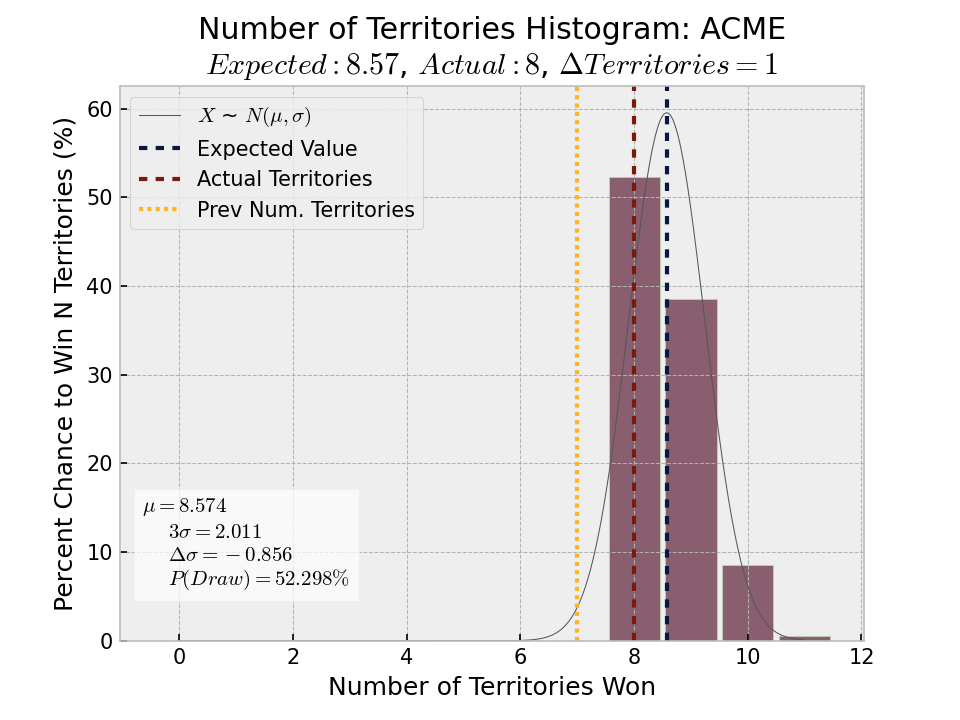 Number of Territories Histogram: ACME
Expected : 8.57, Actual : 8, ΔTerritories = 1
Percent Chance to Win N Territories (%)
60
50
40
30
20
10
0
X ∼ N(μ, σ)
Expected Value
Actual Territories
Prev Num. Territories
μ = 8.574
3σ = 2.011
Δσ = −0.856
P(Draw) = 52.298%
0 2 4 6 8 10 12
Number of Territories Won